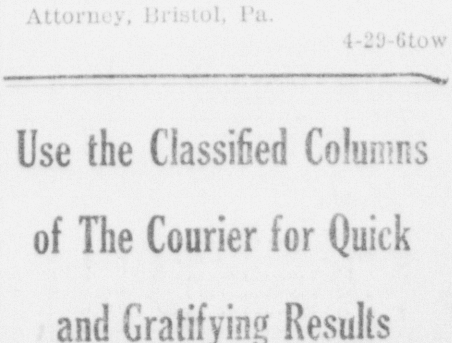 Attorney, Bristol, Pa.
4-29-6tow
Use the Classified Columns
of The Courier for Quick
and Gratifying Results